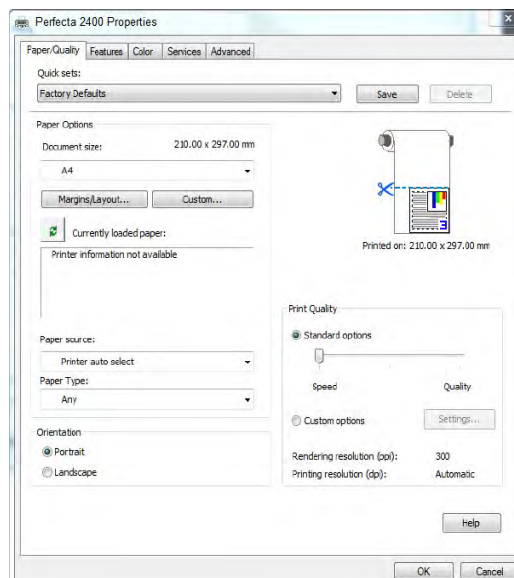 Perfecta 2400 Properties
Paper/Quality Features Color Services Advanced
Quick sets:
Factory Defaults
Save Delete
Paper Options
Document size: 210.00 x 297.00 mm
A4
Margins/Layout... Custom...
Currently loaded paper:
Printer information not available
Paper source:
Printer auto select
Paper Type:
Any
Orientation
Portrait
Landscape
3
Printed on: 210.00 x 297.00 mm
Print Quality
Standard options
Speed Quality
Custom options Settings...
Rendering resolution (ppi): 300
Printing resolution (dpi): Automatic
Help
OK Cancel